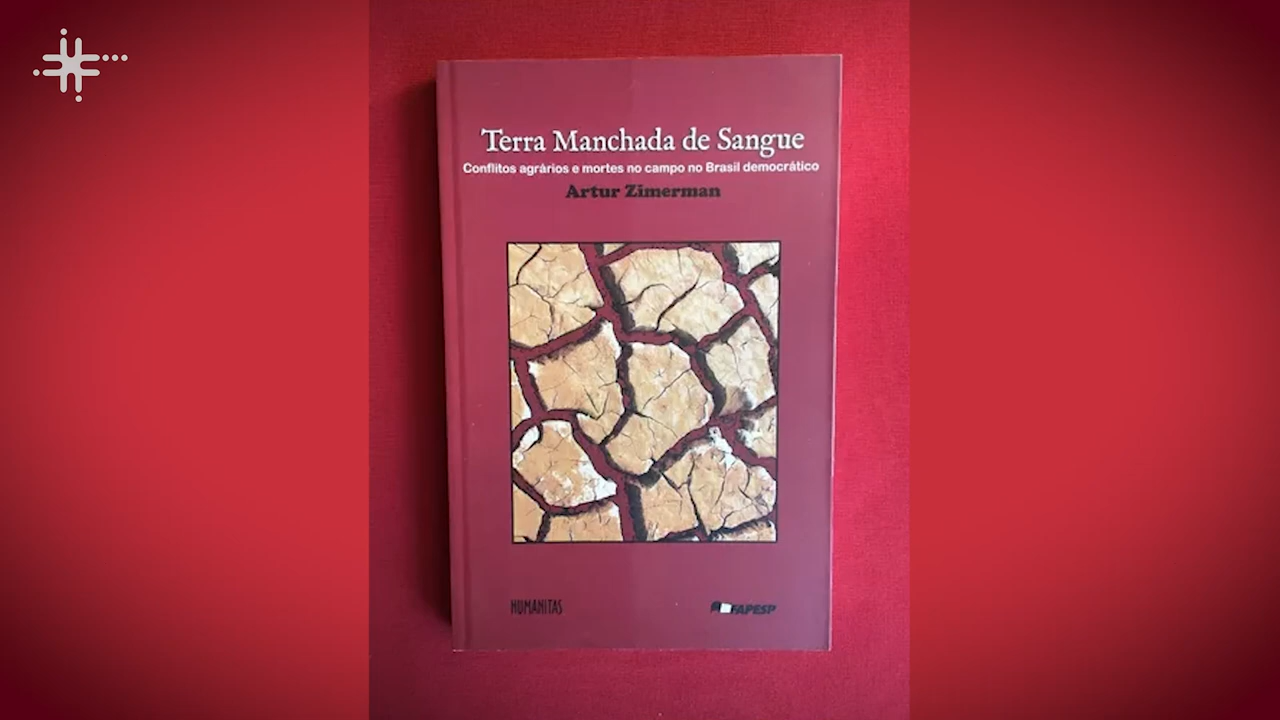 Terra Manchada de Sangue
Conflitos agrários e mortes no campo no Brasil democrático
Artur Zimerman
HUMANITAS
FAPESP